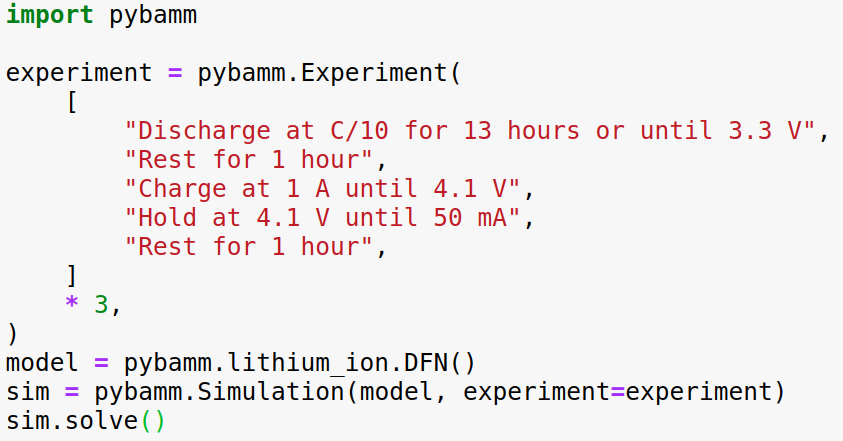 import pybamm

experiment = pybamm.Experiment(
    [
        "Discharge at C/10 for 13 hours or until 3.3 V",
        "Rest for 1 hour",
        "Charge at 1 A until 4.1 V",
        "Hold at 4.1 V until 50 mA",
        "Rest for 1 hour",
    ]
    * 3,
)
model = pybamm.lithium_ion.DFN()
sim = pybamm.Simulation(model, experiment=experiment)
sim.solve()